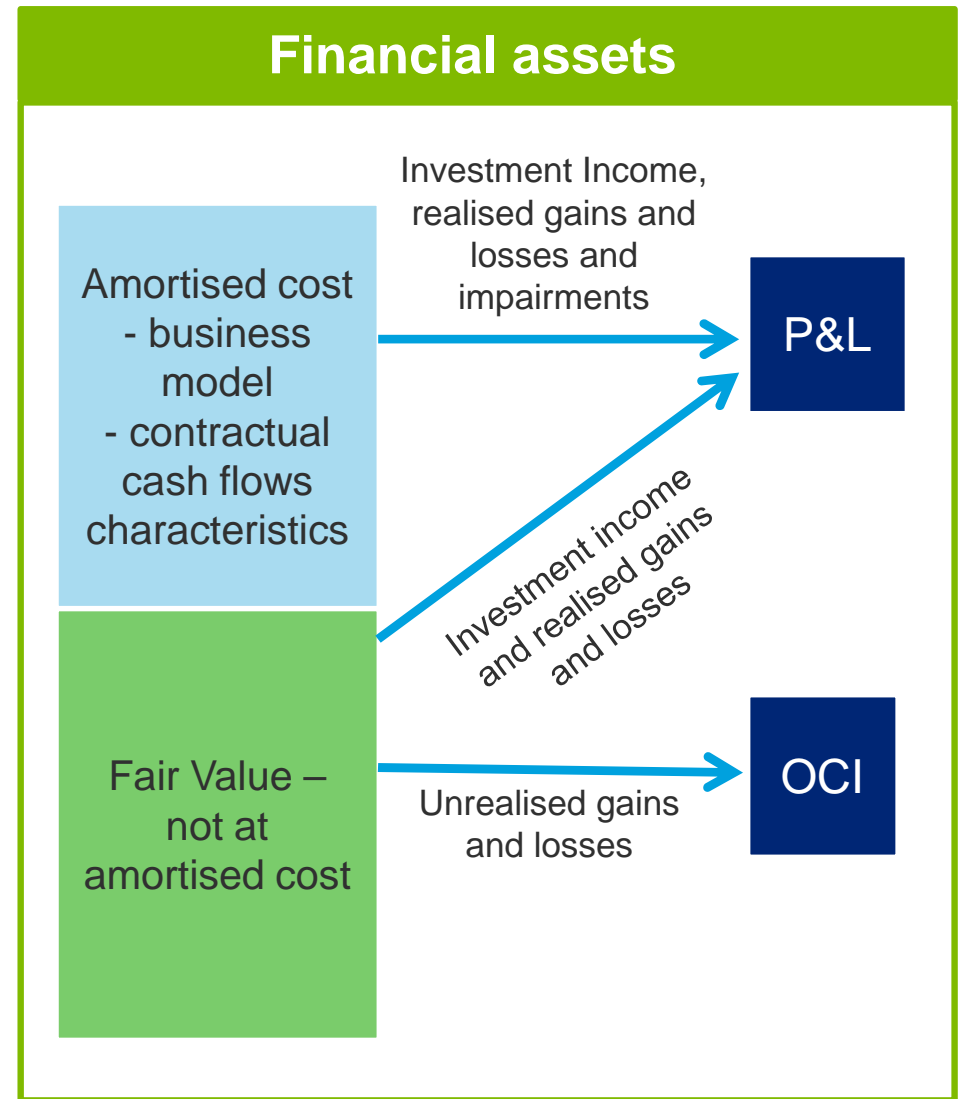 Financial assets
Investment Income,
realised gains and
losses and
impairments
Amortised cost
- business
model
- contractual
cash flows
characteristics
P&L
Investment income
and realised gains
and losses
Fair Value –
not at
amortised cost
OCI
Unrealised gains
and losses